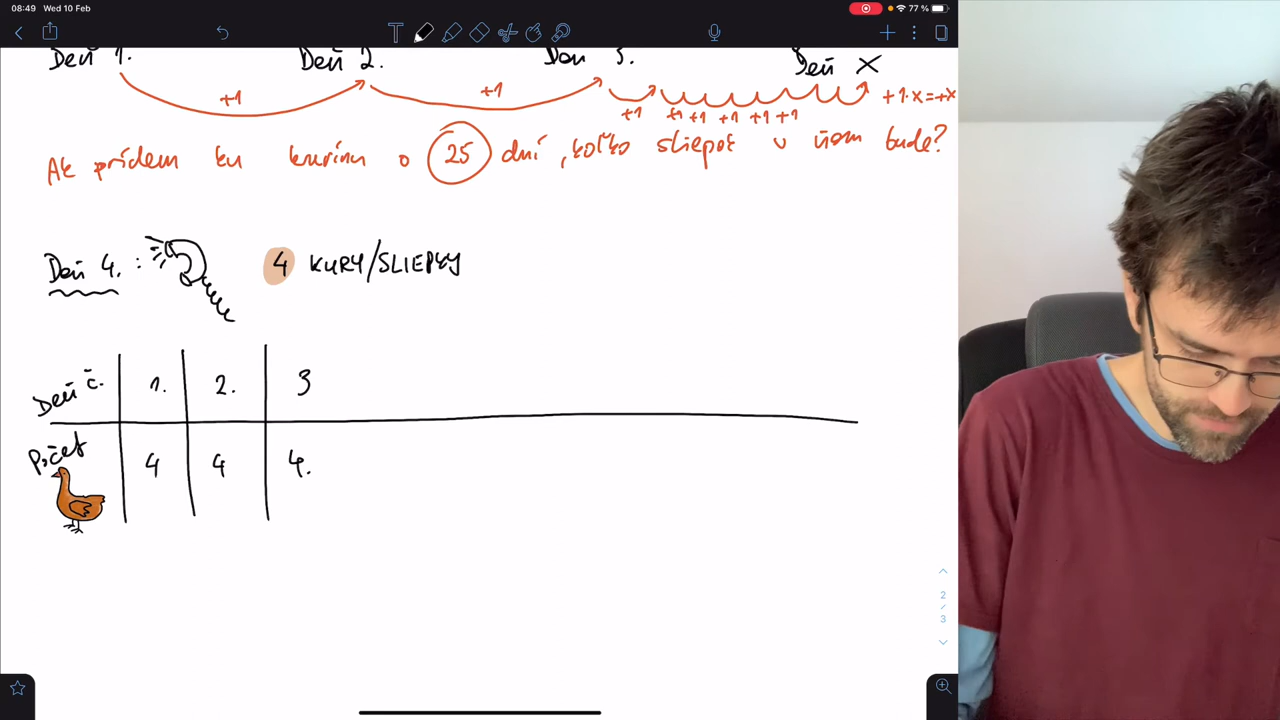 08:49 Wed 10 Feb 77 %
T
Deň 1. Deň 2. Deň 3. Deň X
+1 +1 +1 +1 +1 +1 +1 +1 +1·x=+x
Ak prídem ku kurínu o 25 dní, koľko sliepok v ňom bude?
Deň 4. : 4 KURY/SLIEPKY
Deň č. 1. 2. 3
Počet 4 4 4.
2
/
3